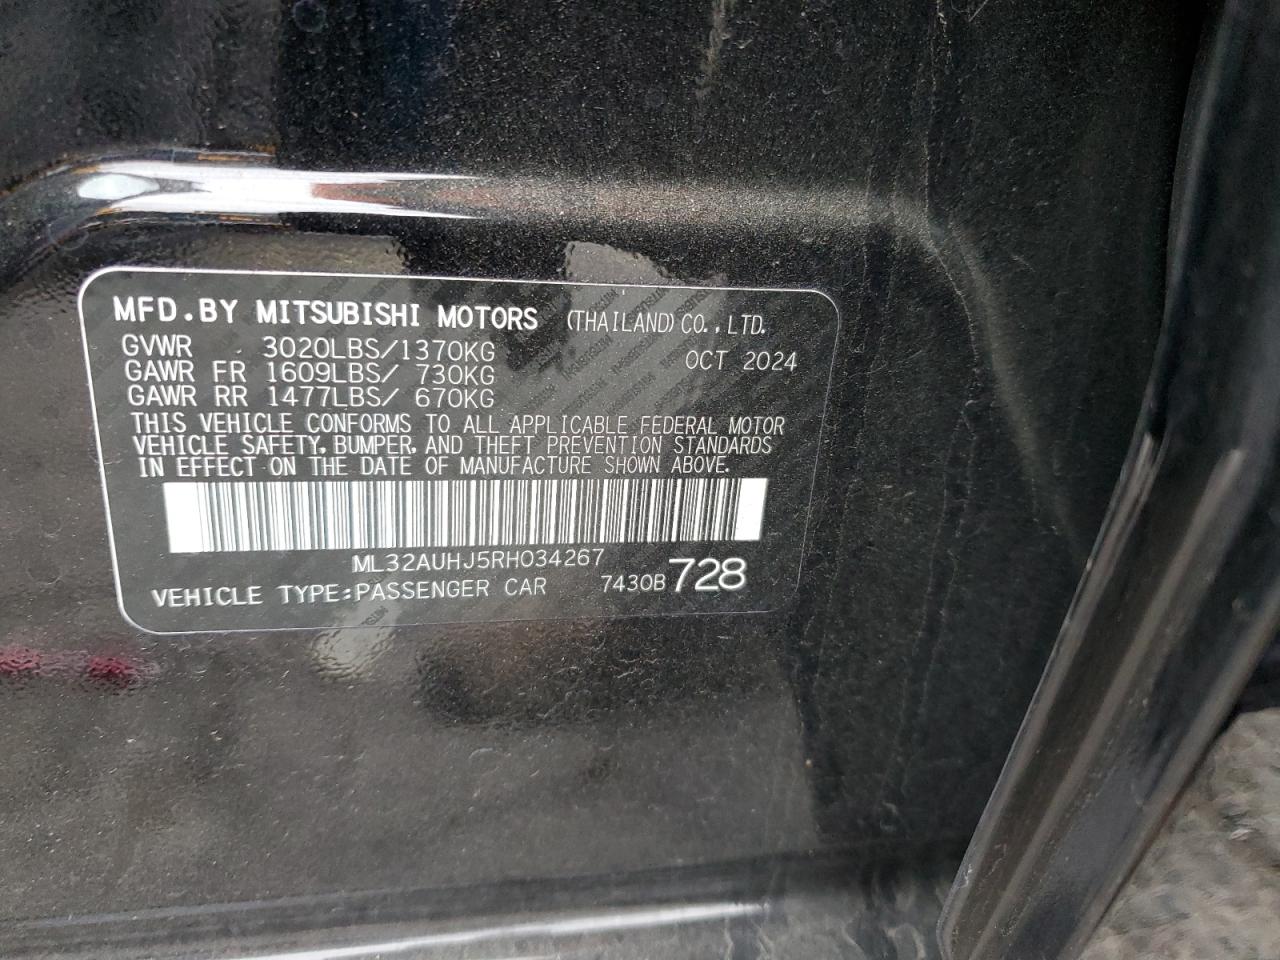 MFD.BY MITSUBISHI MOTORS (THAILAND)CO.,LTD.
GVWR 3020LBS/1370KG OCT 2024
GAWR FR 1609LBS/ 730KG
GAWR RR 1477LBS/ 670KG
THIS VEHICLE CONFORMS TO ALL APPLICABLE FEDERAL MOTOR
VEHICLE SAFETY, BUMPER, AND THEFT PREVENTION STANDARDS
IN EFFECT ON THE DATE OF MANUFACTURE SHOWN ABOVE.
ML32AUHJ5RH034267
VEHICLE TYPE:PASSENGER CAR 7430B 728